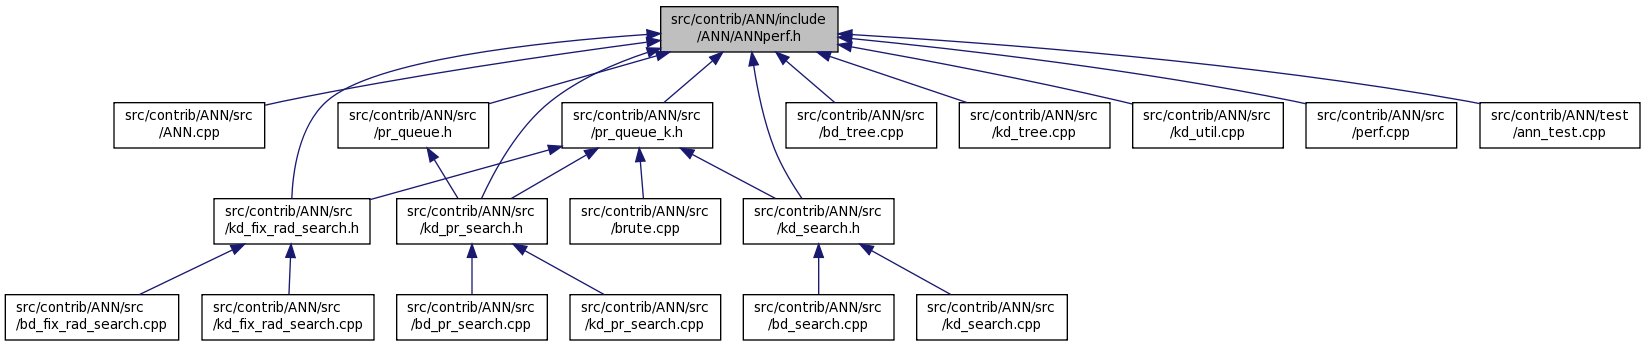 src/contrib/ANN/include
/ANN/ANNperf.h
src/contrib/ANN/src
/ANN.cpp
src/contrib/ANN/src
/pr_queue.h
src/contrib/ANN/src
/pr_queue_k.h
src/contrib/ANN/src
/bd_tree.cpp
src/contrib/ANN/src
/kd_tree.cpp
src/contrib/ANN/src
/kd_util.cpp
src/contrib/ANN/src
/perf.cpp
src/contrib/ANN/test
/ann_test.cpp
src/contrib/ANN/src
/kd_fix_rad_search.h
src/contrib/ANN/src
/kd_pr_search.h
src/contrib/ANN/src
/brute.cpp
src/contrib/ANN/src
/kd_search.h
src/contrib/ANN/src
/bd_fix_rad_search.cpp
src/contrib/ANN/src
/kd_fix_rad_search.cpp
src/contrib/ANN/src
/bd_pr_search.cpp
src/contrib/ANN/src
/kd_pr_search.cpp
src/contrib/ANN/src
/bd_search.cpp
src/contrib/ANN/src
/kd_search.cpp